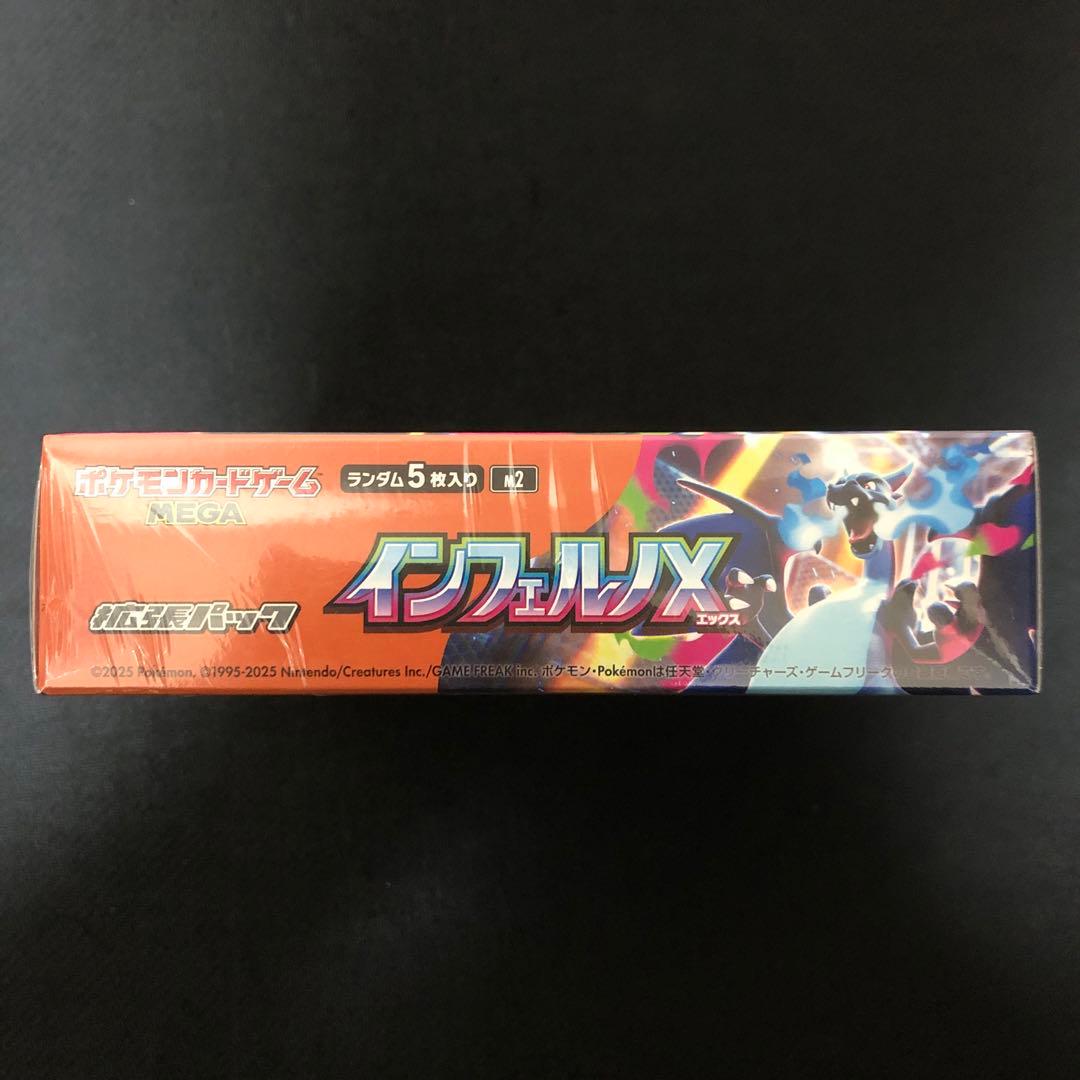 ポケモンカードゲーム
MEGA
ランダム5枚入り M2
インフェルノX
エックス
拡張パック
©2025 Pokémon. ©1995-2025 Nintendo/Creatures Inc./GAME FREAK inc. ポケモン・Pokémonは任天堂・クリーチャーズ・ゲームフリークの